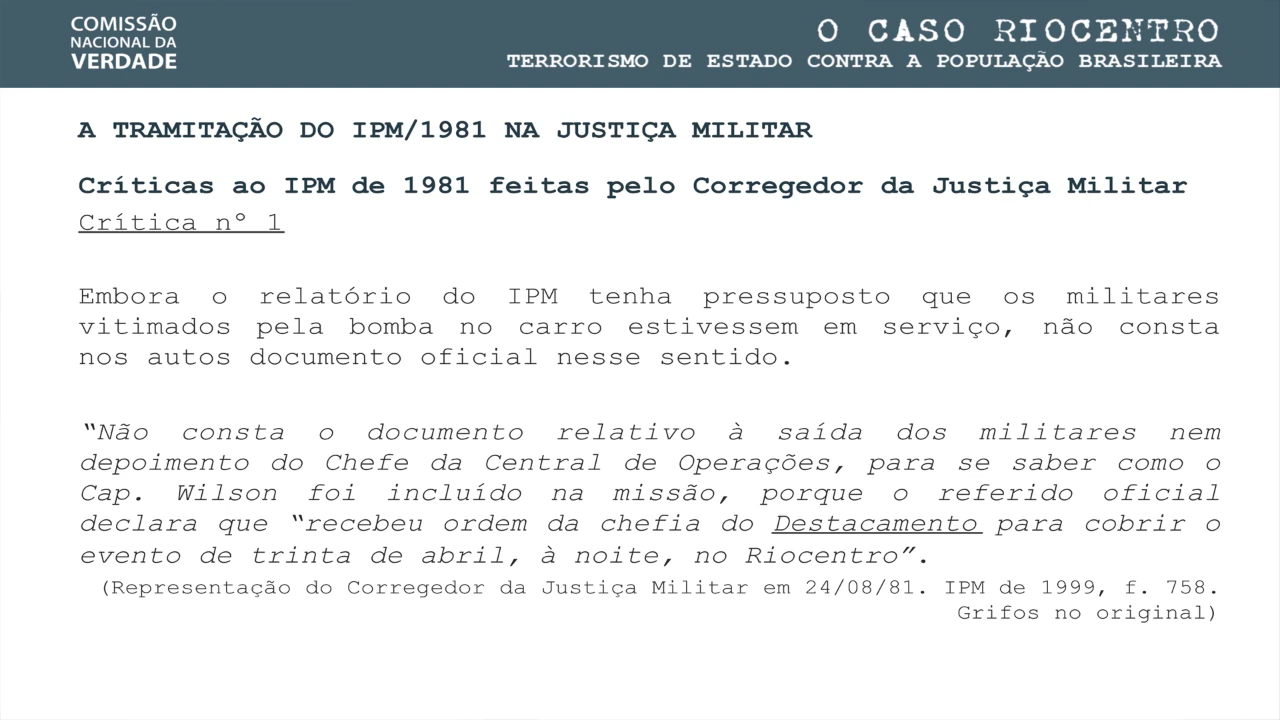 COMISSÃO
NACIONAL DA
VERDADE
O CASO RIOCENTRO
TERRORISMO DE ESTADO CONTRA A POPULAÇÃO BRASILEIRA
A TRAMITAÇÃO DO IPM/1981 NA JUSTIÇA MILITAR
Críticas ao IPM de 1981 feitas pelo Corregedor da Justiça Militar
Crítica nº 1
Embora o relatório do IPM tenha pressuposto que os militares
vitimados pela bomba no carro estivessem em serviço, não consta
nos autos documento oficial nesse sentido.
“Não consta o documento relativo à saída dos militares nem
depoimento do Chefe da Central de Operações, para se saber como o
Cap. Wilson foi incluído na missão, porque o referido oficial
declara que “recebeu ordem da chefia do Destacamento para cobrir o
evento de trinta de abril, à noite, no Riocentro”.
(Representação do Corregedor da Justiça Militar em 24/08/81. IPM de 1999, f. 758.
Grifos no original)